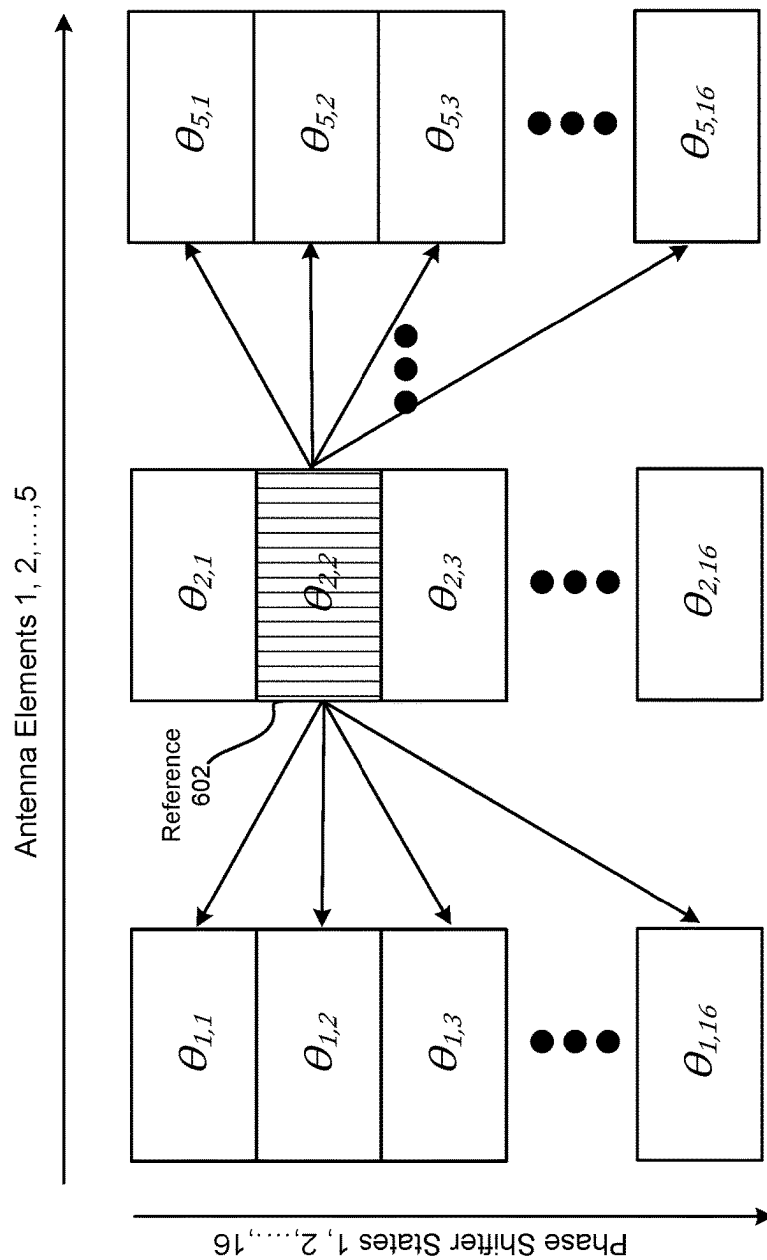 Antenna Elements 1, 2,....,5
Phase Shifter States 1, 2,....,16
Reference
602
θ1,1
θ1,2
θ1,3
θ1,16
θ2,1
θ2,2
θ2,3
θ2,16
θ5,1
θ5,2
θ5,3
θ5,16